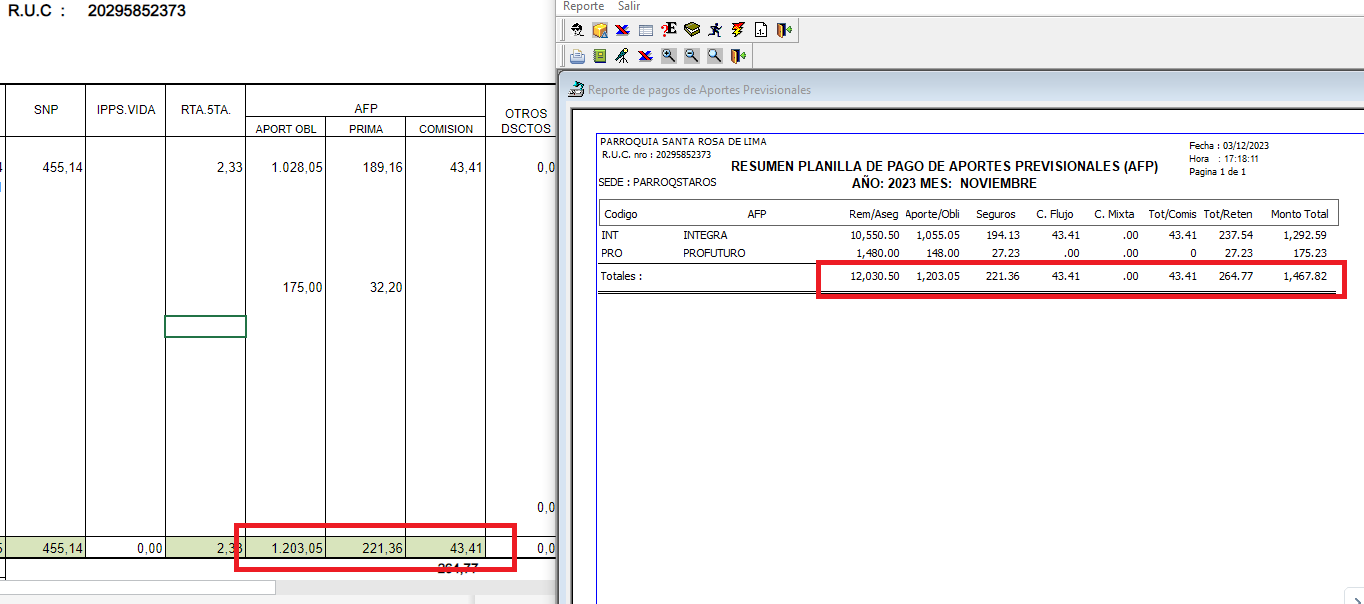 R.U.C : 20295852373
SNP IPPS.VIDA RTA.5TA. AFP OTROS DSCTOS
APORT OBL PRIMA COMISION
455,14 2,33 1.028,05 189,16 43,41 0,0
175,00 32,20
0,0
455,14 0,00 2,33 1.203,05 221,36 43,41 0,0
264,77
Reporte Salir
Reporte de pagos de Aportes Previsionales
PARROQUIA SANTA ROSA DE LIMA
R.U.C. nro : 20295852373
Fecha : 03/12/2023
Hora : 17:18:11
Pagina 1 de 1
RESUMEN PLANILLA DE PAGO DE APORTES PREVISIONALES (AFP)
SEDE : PARROQSTAROS
AÑO: 2023 MES: NOVIEMBRE
Codigo AFP Rem/Aseg Aporte/Obli Seguros C. Flujo C. Mixta Tot/Comis Tot/Reten Monto Total
INT INTEGRA 10,550.50 1,055.05 194.13 43.41 .00 43.41 237.54 1,292.59
PRO PROFUTURO 1,480.00 148.00 27.23 .00 .00 0 27.23 175.23
Totales : 12,030.50 1,203.05 221.36 43.41 .00 43.41 264.77 1,467.82